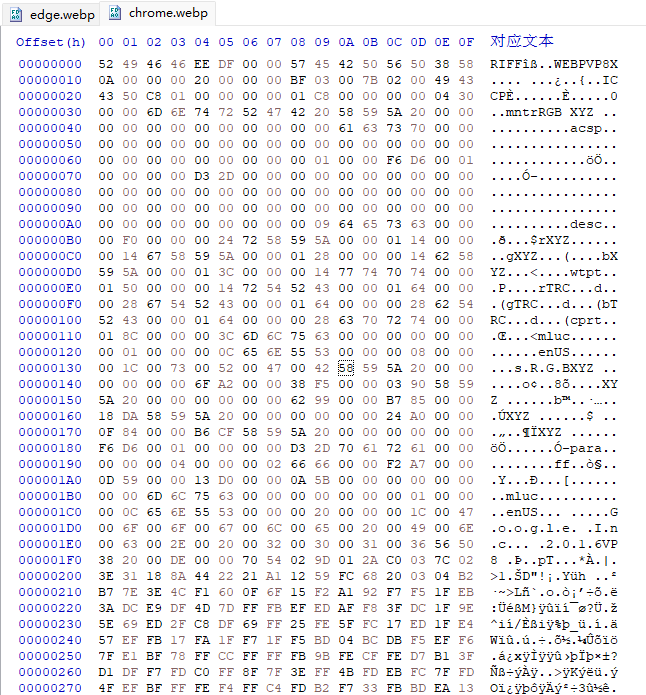 edge.webp chrome.webp
Offset(h) 00 01 02 03 04 05 06 07 08 09 0A 0B 0C 0D 0E 0F 对应文本
00000000 52 49 46 46 EE DF 00 00 57 45 42 50 56 50 38 58 RIFFîß..WEBPVP8X
00000010 0A 00 00 00 20 00 00 00 BF 03 00 7B 02 00 49 43 .... ...¿..{..IC
00000020 43 50 C8 01 00 00 00 00 01 C8 00 00 00 00 04 30 CPÈ......È.....0
00000030 00 00 6D 6E 74 72 52 47 42 20 58 59 5A 20 00 00 ..mntrRGB XYZ ..
00000040 00 00 00 00 00 00 00 00 00 00 61 63 73 70 00 00 ..........acsp..
00000050 00 00 00 00 00 00 00 00 00 00 00 00 00 00 00 00 ................
00000060 00 00 00 00 00 00 00 00 01 00 00 F6 D6 00 01 ...........öÖ..
00000070 00 00 00 00 D3 2D 00 00 00 00 00 00 00 00 00 00 ....Ó-..........
00000080 00 00 00 00 00 00 00 00 00 00 00 00 00 00 00 00 ................
00000090 00 00 00 00 00 00 00 00 00 00 00 00 00 00 00 00 ................
000000A0 00 00 00 00 00 00 00 00 00 09 64 65 73 63 00 00 ..........desc..
000000B0 00 F0 00 00 00 24 72 58 59 5A 00 00 01 14 00 00 .ð...$rXYZ......
000000C0 00 14 67 58 59 5A 00 00 01 28 00 00 00 14 62 58 ..gXYZ...(....bX
000000D0 59 5A 00 00 01 3C 00 00 00 14 77 74 70 74 00 00 YZ...<....wtpt..
000000E0 01 50 00 00 00 14 72 54 52 43 00 00 01 64 00 00 .P....rTRC...d..
000000F0 00 28 67 54 52 43 00 00 01 64 00 00 00 28 62 54 .(gTRC...d...(bT
00000100 52 43 00 00 01 64 00 00 00 28 63 70 72 74 00 00 RC...d...(cprt..
00000110 01 8C 00 00 00 3C 6D 6C 75 63 00 00 00 00 00 00 .Œ...<mluc......
00000120 00 01 00 00 00 0C 65 6E 55 53 00 00 00 08 00 00 ......enUS......
00000130 00 1C 00 73 00 52 00 47 00 42 58 59 5A 20 00 00 ...s.R.G.BXYZ ..
00000140 00 00 00 00 6F A2 00 00 38 F5 00 00 03 90 58 59 ....o¢..8õ....XY
00000150 5A 20 00 00 00 00 00 00 62 99 00 00 B7 85 00 00 Z ......b™..·…..
00000160 18 DA 58 59 5A 20 00 00 00 00 00 00 24 A0 00 00 .ÚXYZ ......$ ..
00000170 0F 84 00 00 B6 CF 58 59 5A 20 00 00 00 00 00 00 .„..¶ÏXYZ ......
00000180 F6 D6 00 01 00 00 00 00 D3 2D 70 61 72 61 00 00 öÖ......Ó-para..
00000190 00 00 00 04 00 00 00 02 66 66 00 00 F2 A7 00 00 ........ff..ò§..
000001A0 0D 59 00 00 13 D0 00 00 0A 5B 00 00 00 00 00 00 .Y...Ð...[......
000001B0 00 00 6D 6C 75 63 00 00 00 00 00 00 00 01 00 00 ..mluc..........
000001C0 00 0C 65 6E 55 53 00 00 00 20 00 00 00 1C 00 47 ..enUS... .....G
000001D0 00 6F 00 6F 00 67 00 6C 00 65 00 20 00 49 00 6E .o.o.g.l.e. .I.n
000001E0 00 63 00 2E 00 20 00 32 00 30 00 31 00 36 56 50 .c... .2.0.1.6VP
000001F0 38 20 00 DE 00 00 70 54 02 9D 01 2A C0 03 7C 02 8 .Þ..pT...*À.|.
00000200 3E 31 18 8A 44 22 21 A1 12 59 FC 68 20 03 04 B2 >1.ŠD"!¡.Yüh ..²
00000210 B7 7E 3E 4C F1 60 0F 6F 15 F2 A1 92 F7 F5 1F EB ·~>Lñ`.o.ò¡’÷õ.ë
00000220 3A DC E9 DF 4D 7D FF FB EF ED AF F8 3F DC 1F 9E :ÜéßM}ÿûïí¯ø?Ü.ž
00000230 5E 69 ED 2F C8 DF 69 FF 25 FE 5F FC 17 ED 1F E4 ^ií/Èßiÿ%þ_ü.í.ä
00000240 57 EF FB 17 FA 1F F7 1F F5 BD 04 BC DB F5 EF F6 Wïû.ú.÷.õ½.¼Ûõïö
00000250 7F E1 BF 78 FF CC FF FF FB 9B FE CF FE D7 B1 3F .á¿xÿÌÿÿû›þÏþ×±?
00000260 D1 DF F7 FD C0 FF 8F 7F 3E FF 4B FD EB FC 7F FD Ñß÷ýÀÿ..>ÿKýëü.ý
00000270 4F EF BF FF FE F4 FF C4 FD B2 F7 33 FB BD EA 13 Oï¿ÿþôÿÄý²÷3û½ê.